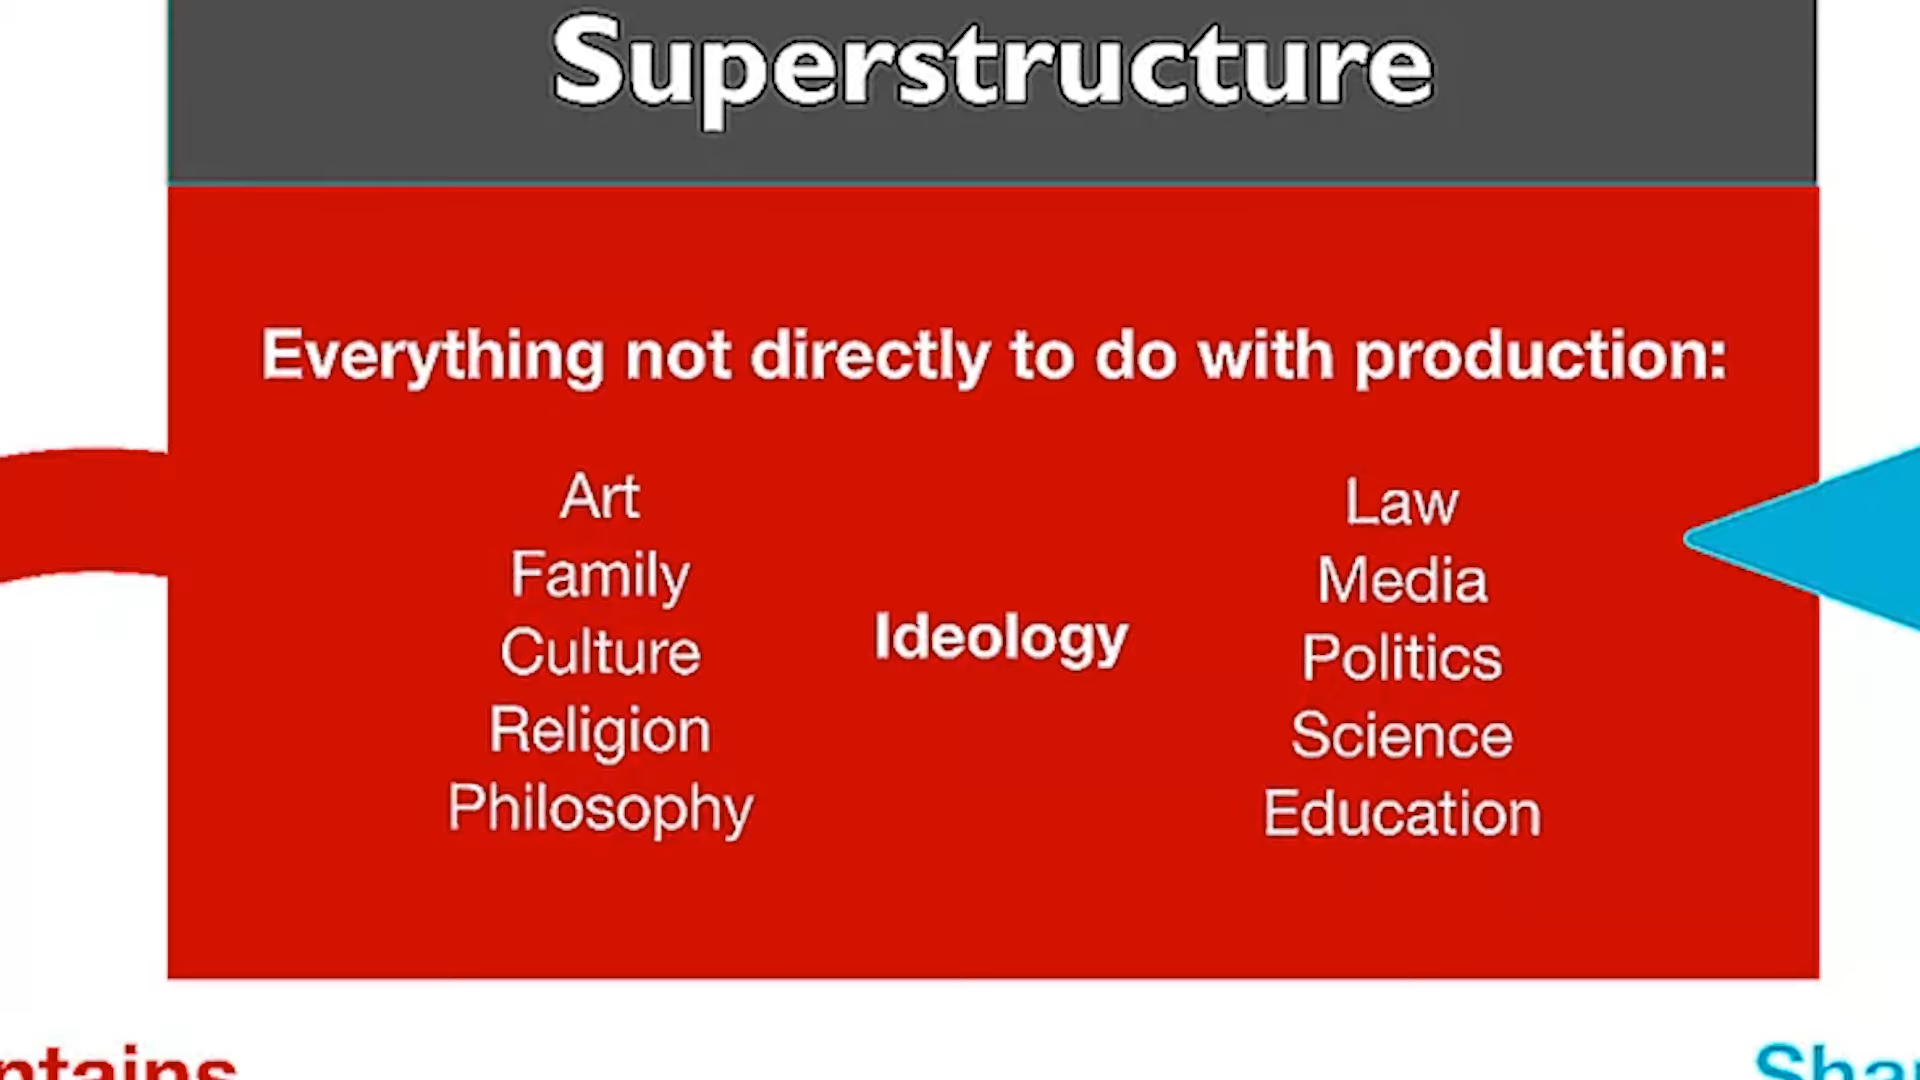 Superstructure
Everything not directly to do with production:
Art
Family
Culture
Religion
Philosophy
Ideology
Law
Media
Politics
Science
Education